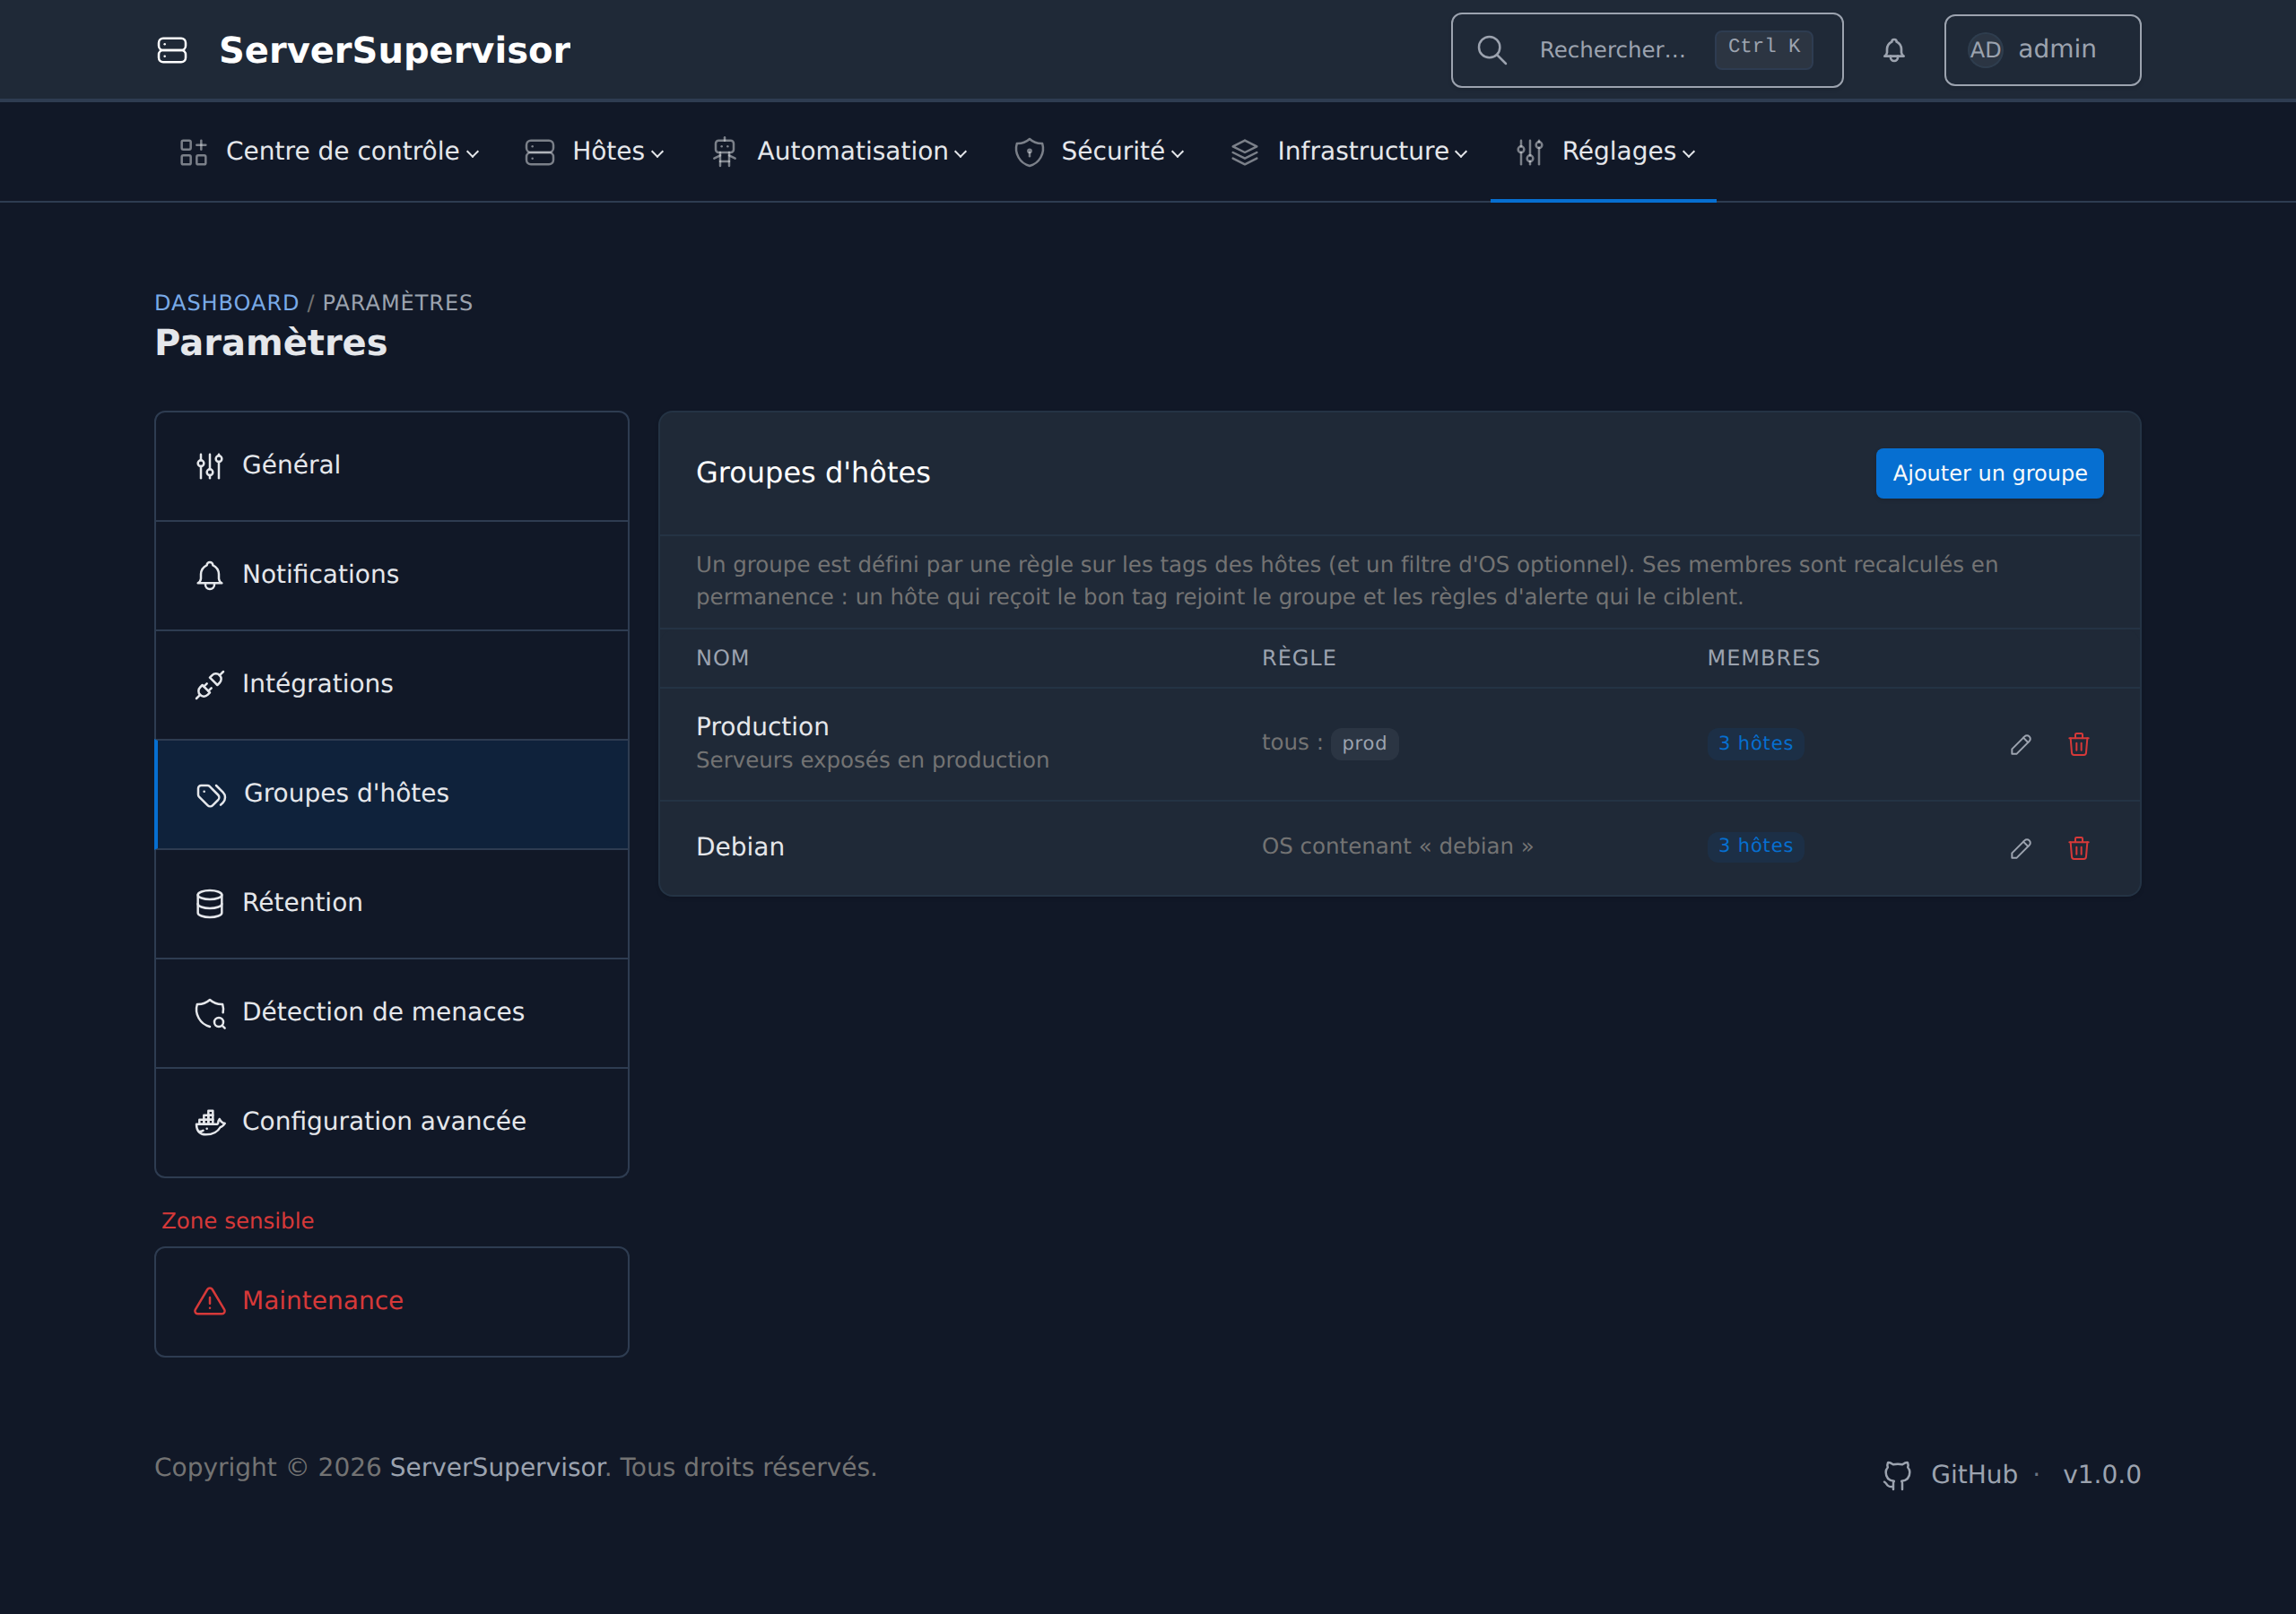 ServerSupervisor
Rechercher... Ctrl K
AD admin
Centre de contrôle Hôtes Automatisation Sécurité Infrastructure Réglages
DASHBOARD / PARAMÈTRES
Paramètres
Général
Notifications
Intégrations
Groupes d'hôtes
Rétention
Détection de menaces
Configuration avancée
Zone sensible
Maintenance
Groupes d'hôtes Ajouter un groupe
Un groupe est défini par une règle sur les tags des hôtes (et un filtre d'OS optionnel). Ses membres sont recalculés en
permanence : un hôte qui reçoit le bon tag rejoint le groupe et les règles d'alerte qui le ciblent.
NOM RÈGLE MEMBRES
Production tous : prod 3 hôtes
Serveurs exposés en production
Debian OS contenant « debian » 3 hôtes
Copyright © 2026 ServerSupervisor. Tous droits réservés.
GitHub · v1.0.0